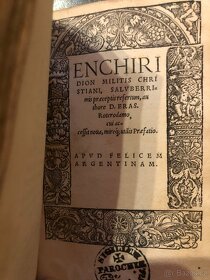 ENCHIRI
DION MILITIS CHRI
STIANI, SALVBERRI-
mis præceptis refertum, au
thore D. ERAS.
Roterodamo,
cui ac-
cessit noua, mireq; utilis Præfatio.
APVD FELICEM
ARGENTINAM.
PAROCHIA